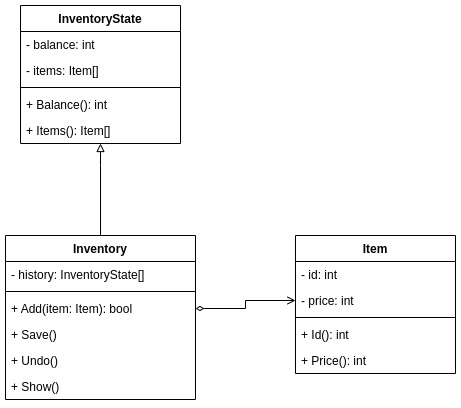 InventoryState
- balance: int
- items: Item[]
+ Balance(): int
+ Items(): Item[]
Inventory
- history: InventoryState[]
+ Add(item: Item): bool
+ Save()
+ Undo()
+ Show()
Item
- id: int
- price: int
+ Id(): int
+ Price(): int